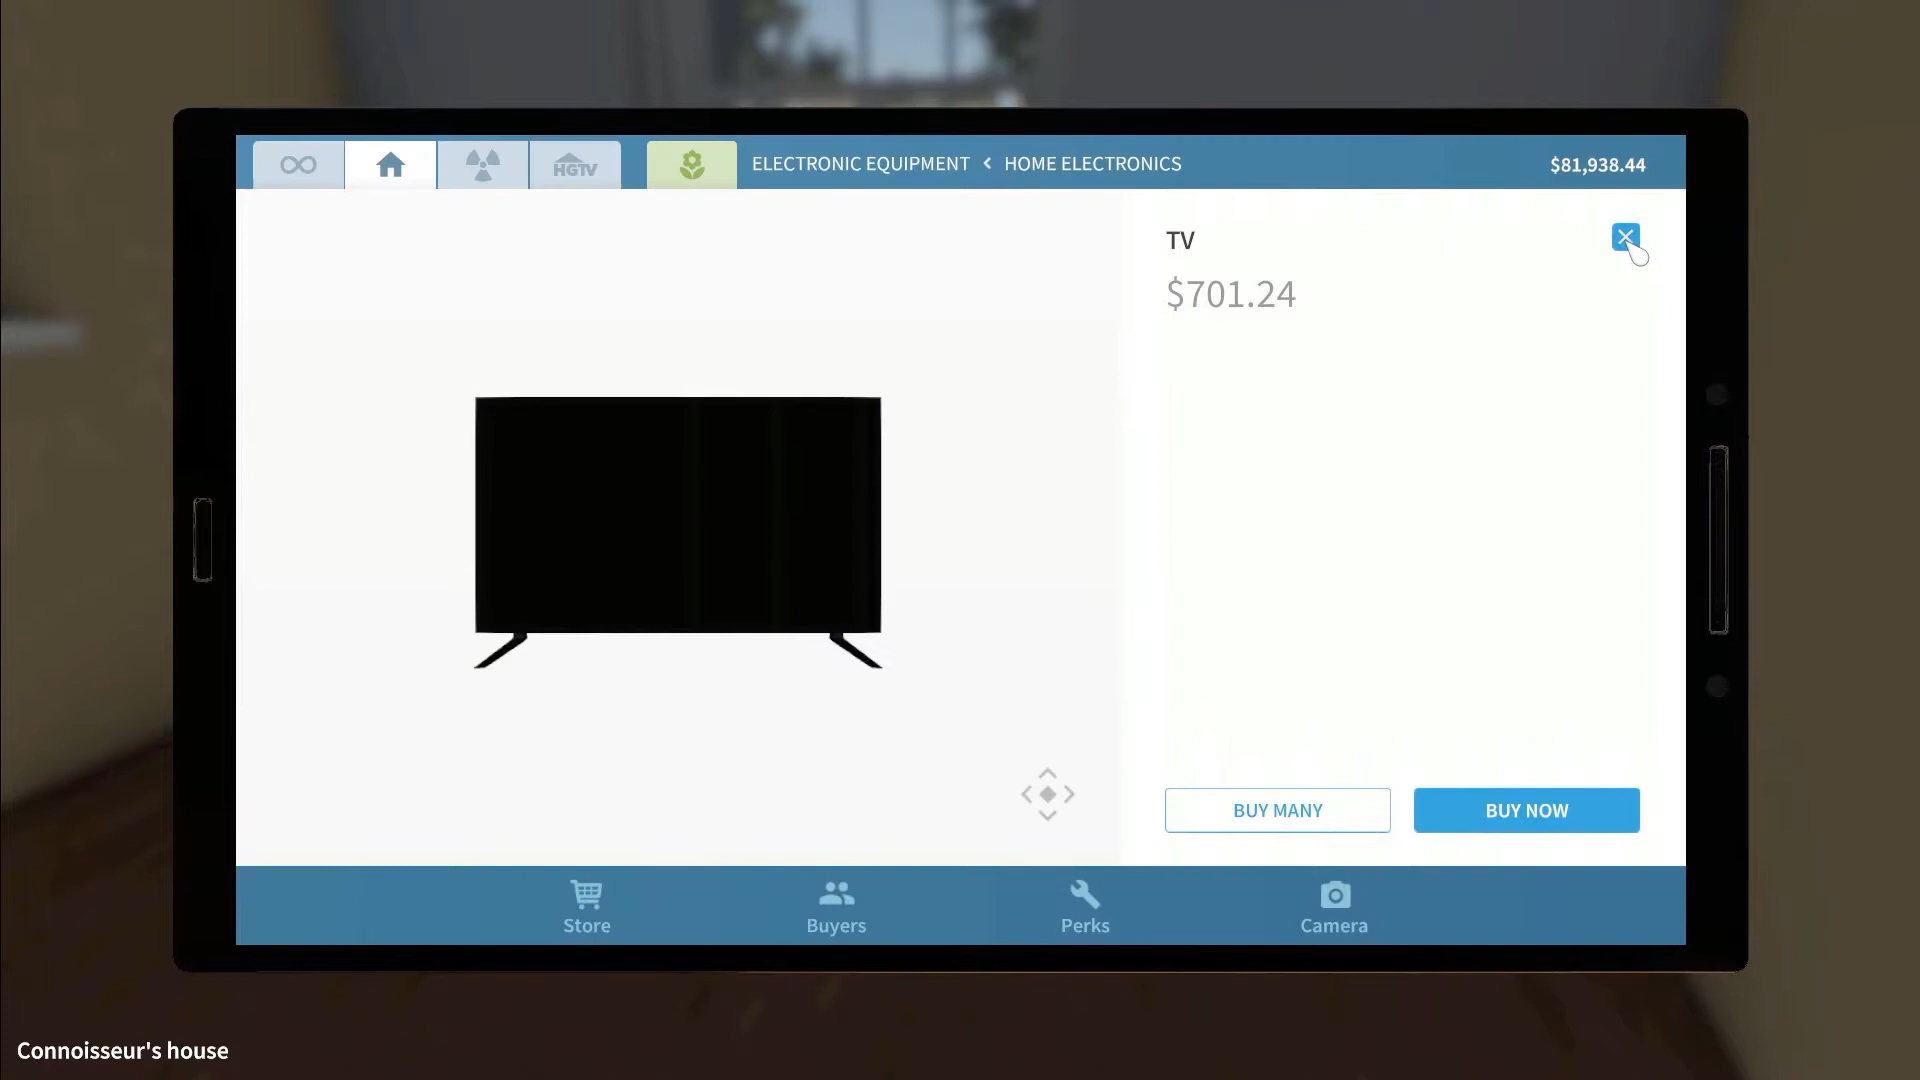 HGTV
ELECTRONIC EQUIPMENT < HOME ELECTRONICS
$81,938.44
TV
$701.24
BUY MANY
BUY NOW
Store
Buyers
Perks
Camera
Connoisseur's house